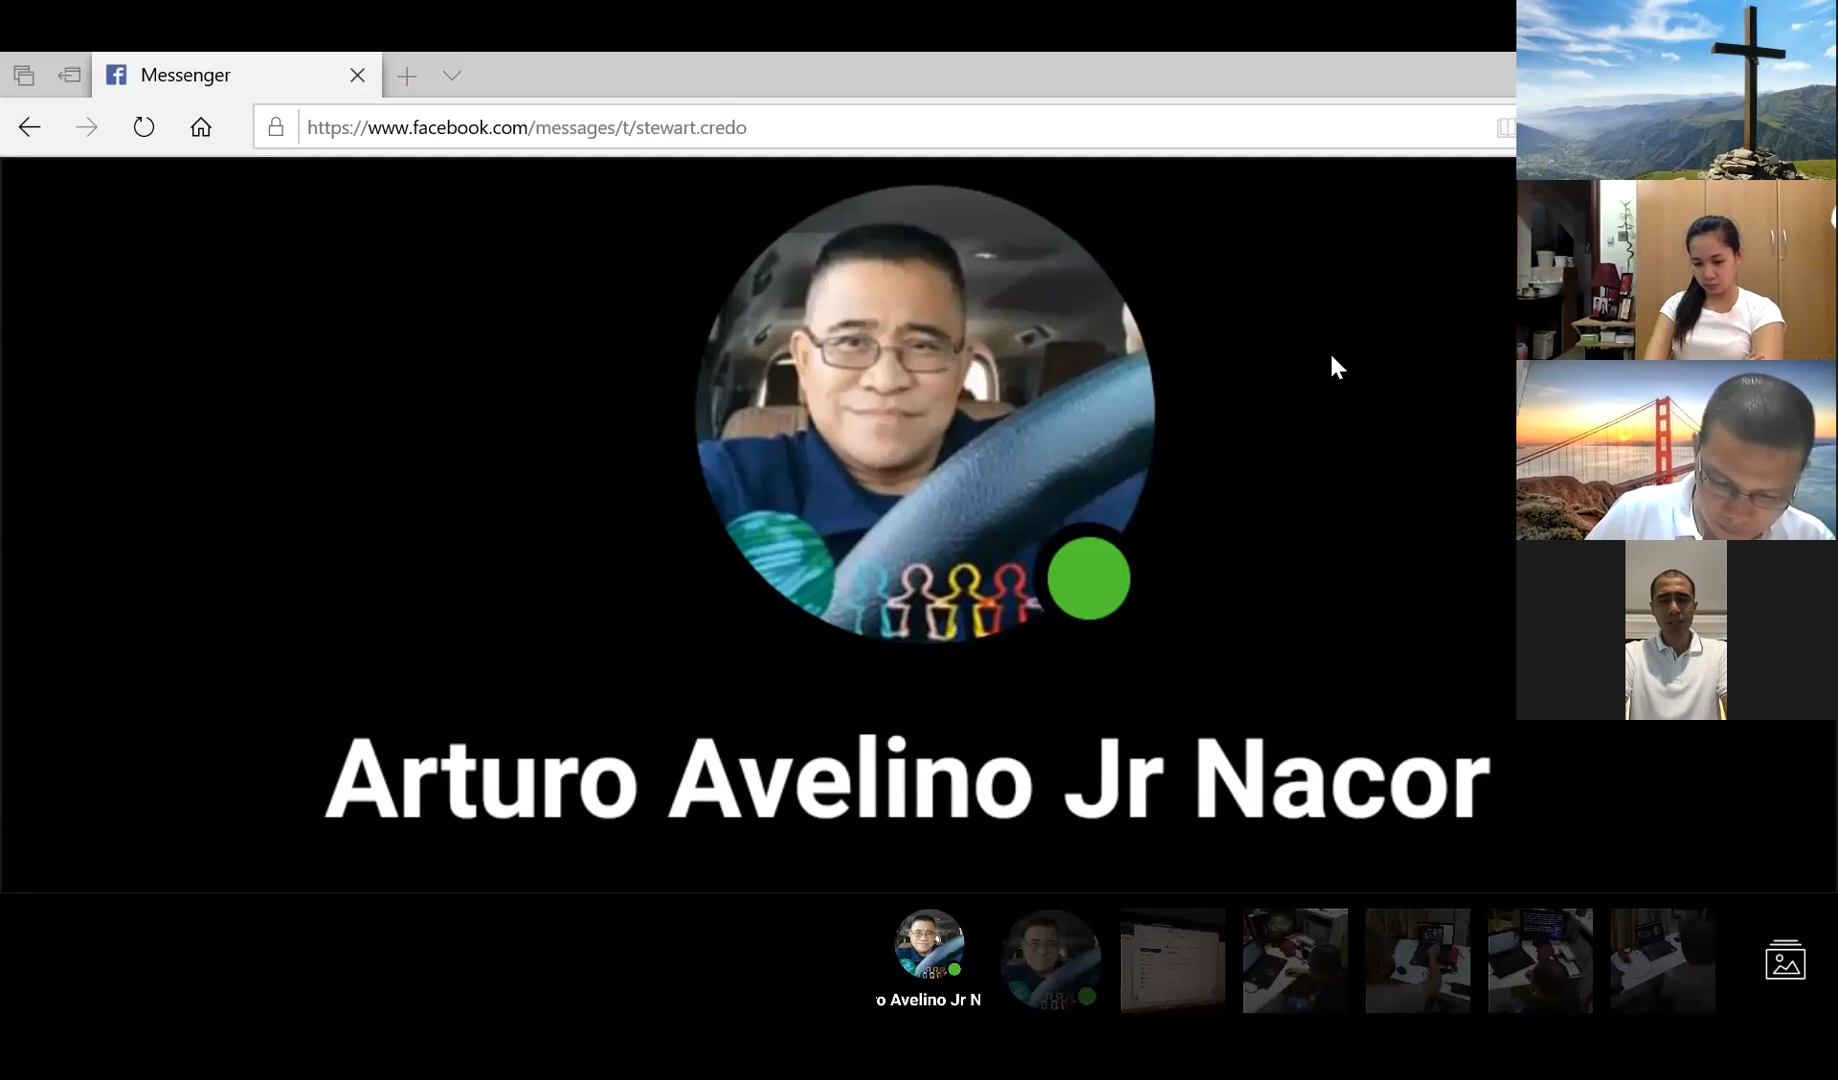 Messenger
https://www.facebook.com/messages/t/stewart.credo
Arturo Avelino Jr Nacor
o Avelino Jr N